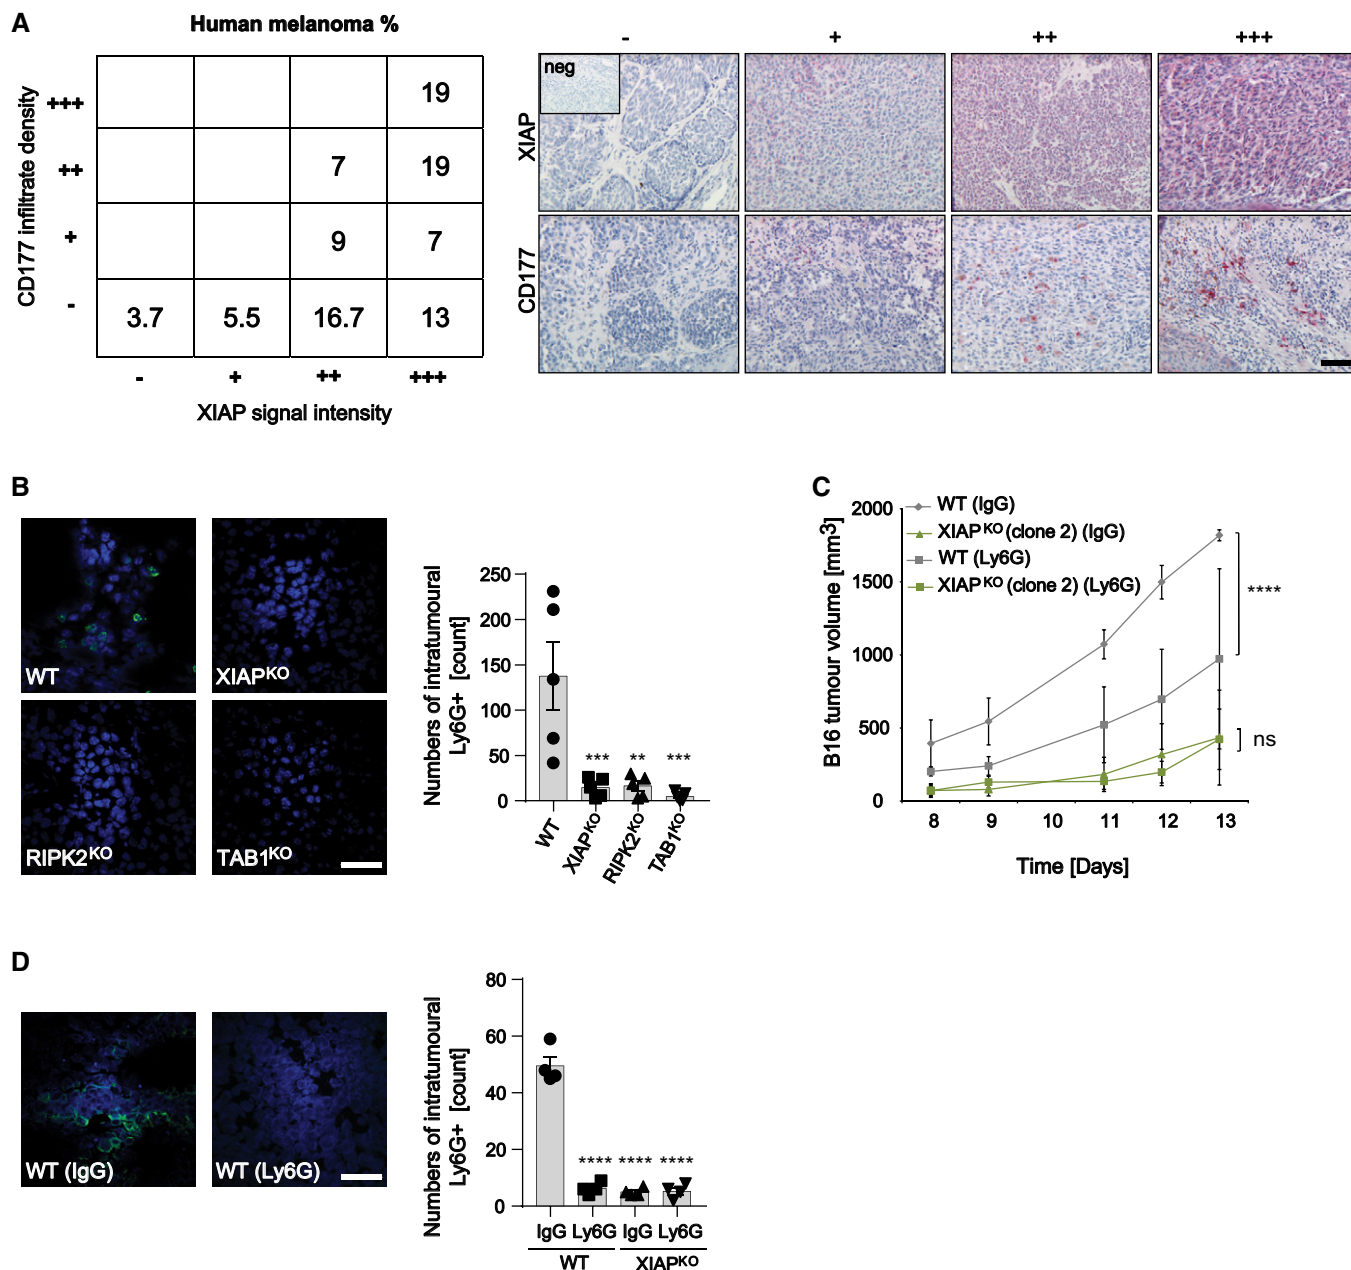 A
Human melanoma %
CD177 infiltrate density
+++
19
++
7
19
+
9
7
-
3.7
5.5
16.7
13
-
+
++
+++
XIAP signal intensity
-
+
++
+++
neg
XIAP
CD177
B
WT
XIAPKO
RIPK2KO
TAB1KO
Numbers of intratumoural
Ly6G+ [count]
250
200
150
100
50
0
***
**
***
WT
XIAPKO
RIPK2KO
TAB1KO
C
B16 tumour volume [mm3]
2000
1500
1000
500
0
WT (IgG)
XIAPKO (clone 2) (IgG)
WT (Ly6G)
XIAPKO (clone 2) (Ly6G)
****
ns
8
9
10
11
12
13
Time [Days]
D
WT (IgG)
WT (Ly6G)
Numbers of intratumoural
Ly6G+ [count]
80
60
40
20
0
****
****
****
IgG
Ly6G
IgG
Ly6G
WT
XIAPKO